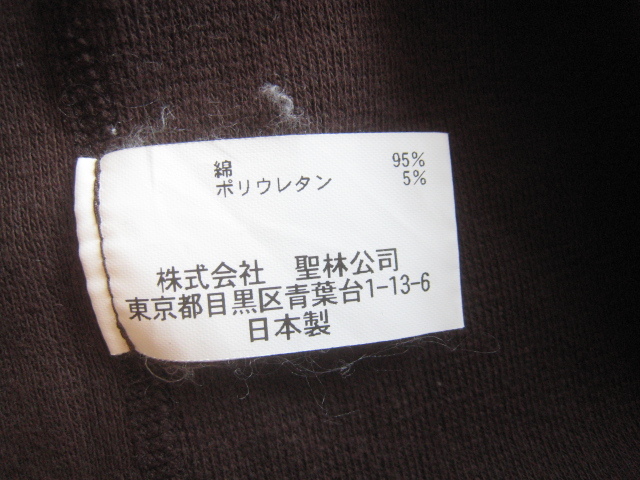 綿 95%
ポリウレタン 5%
株式会社 聖林公司
東京都目黒区青葉台1-13-6
日本製